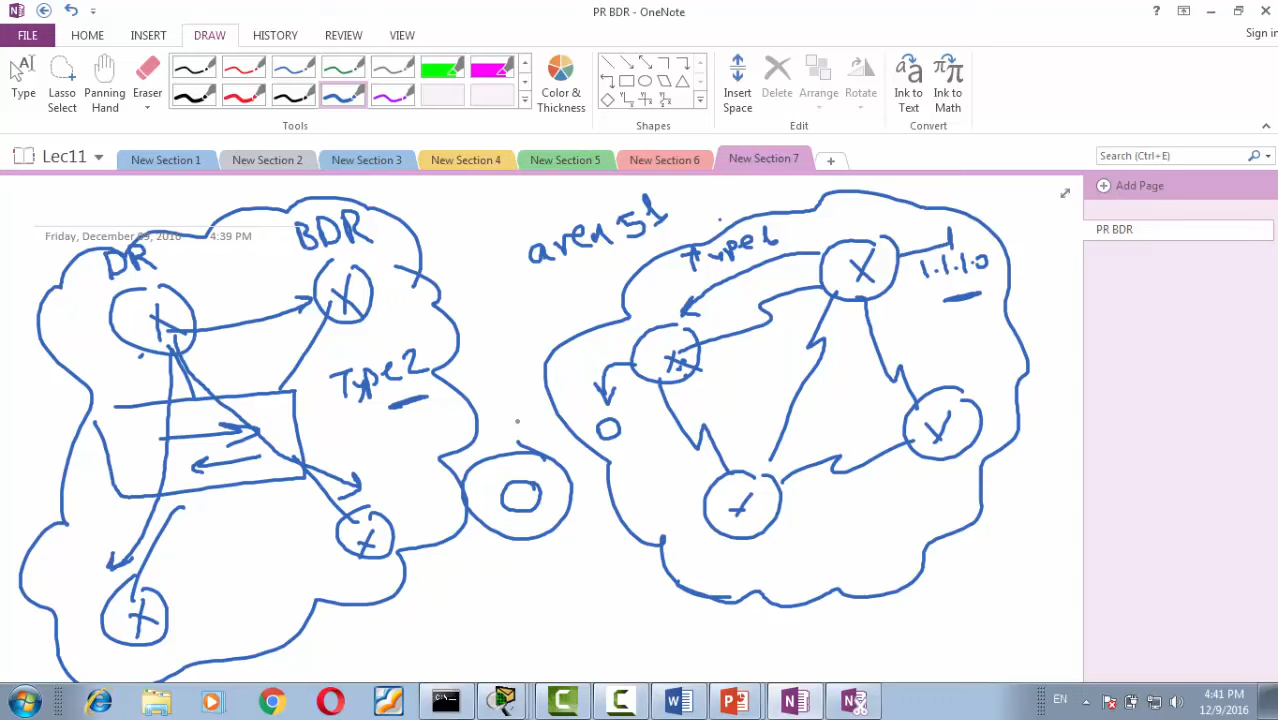 PR BDR - OneNote
Sign in
FILE HOME INSERT DRAW HISTORY REVIEW VIEW
Type
Lasso Select
Panning Hand
Eraser
Color & Thickness
Insert Space
Delete
Arrange
Rotate
Ink to Text
Ink to Math
Tools
Shapes
Edit
Convert
Lec11
New Section 1
New Section 2
New Section 3
New Section 4
New Section 5
New Section 6
New Section 7
Search (Ctrl+E)
Add Page
PR BDR
Friday, December 09, 2016 4:39 PM
DR
BDR
area 51
Type1
1.1.1.0
Type2
EN
4:41 PM
12/9/2016